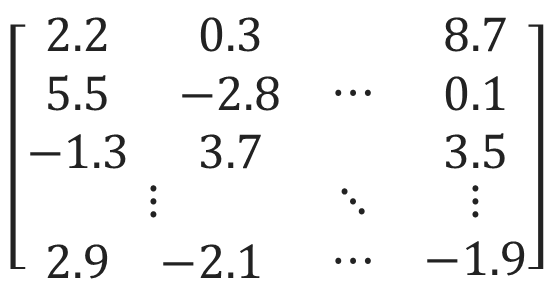 2.2 0.3 8.7
5.5 −2.8 ⋯ 0.1
−1.3 3.7 3.5
⋮ ⋱ ⋮
2.9 −2.1 ⋯ −1.9